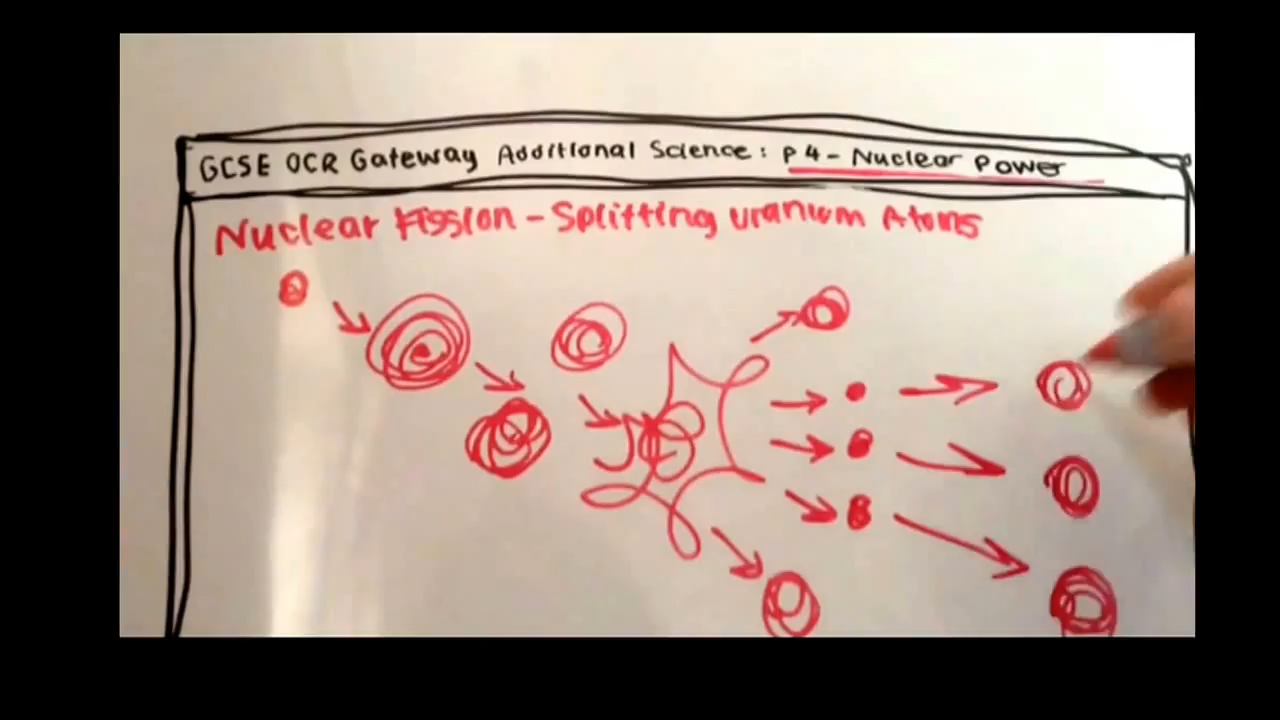 GCSE OCR Gateway Additional Science: P4 - Nuclear Power
Nuclear Fission - Splitting uranium Atoms